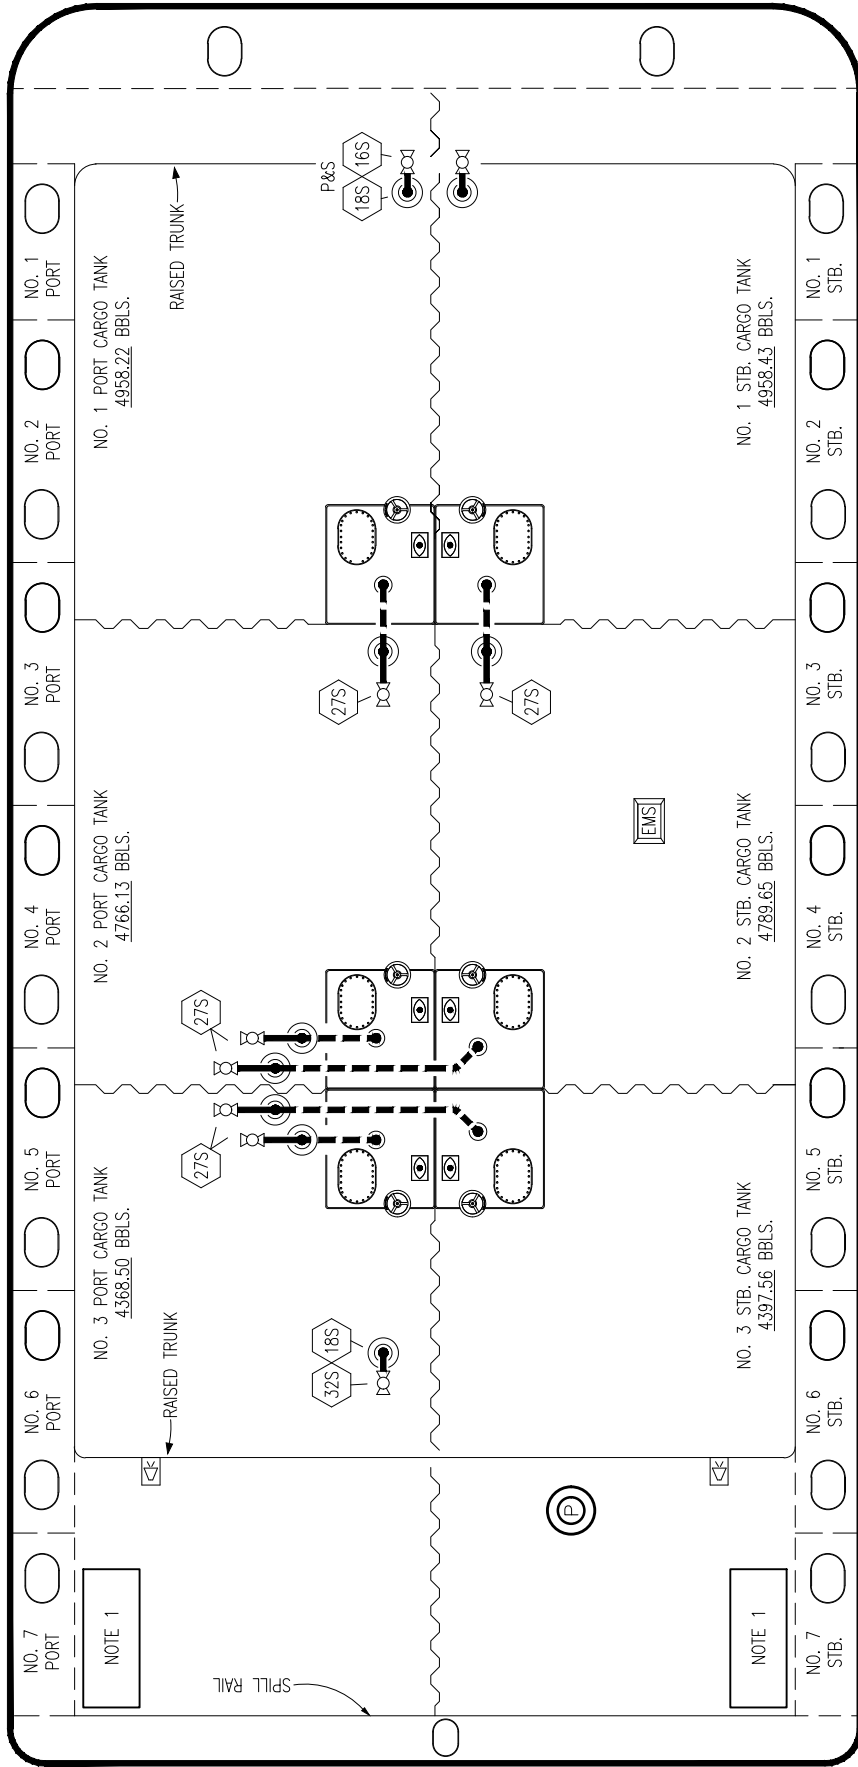 NO. 1
PORT
NO. 2
PORT
NO. 3
PORT
NO. 4
PORT
NO. 5
PORT
NO. 6
PORT
NO. 7
PORT
RAISED TRUNK
P&S
16S
18S
NO. 1 PORT CARGO TANK
4958.22 BBLS.
NO. 1 STB. CARGO TANK
4958.43 BBLS.
27S
27S
NO. 2 PORT CARGO TANK
4766.13 BBLS.
NO. 2 STB. CARGO TANK
4789.65 BBLS.
EMS
27S
27S
NO. 3 PORT CARGO TANK
4368.50 BBLS.
NO. 3 STB. CARGO TANK
4397.56 BBLS.
18S
32S
RAISED TRUNK
P
NOTE 1
NOTE 1
SPILL RAIL
NO. 1
STB.
NO. 2
STB.
NO. 3
STB.
NO. 4
STB.
NO. 5
STB.
NO. 6
STB.
NO. 7
STB.